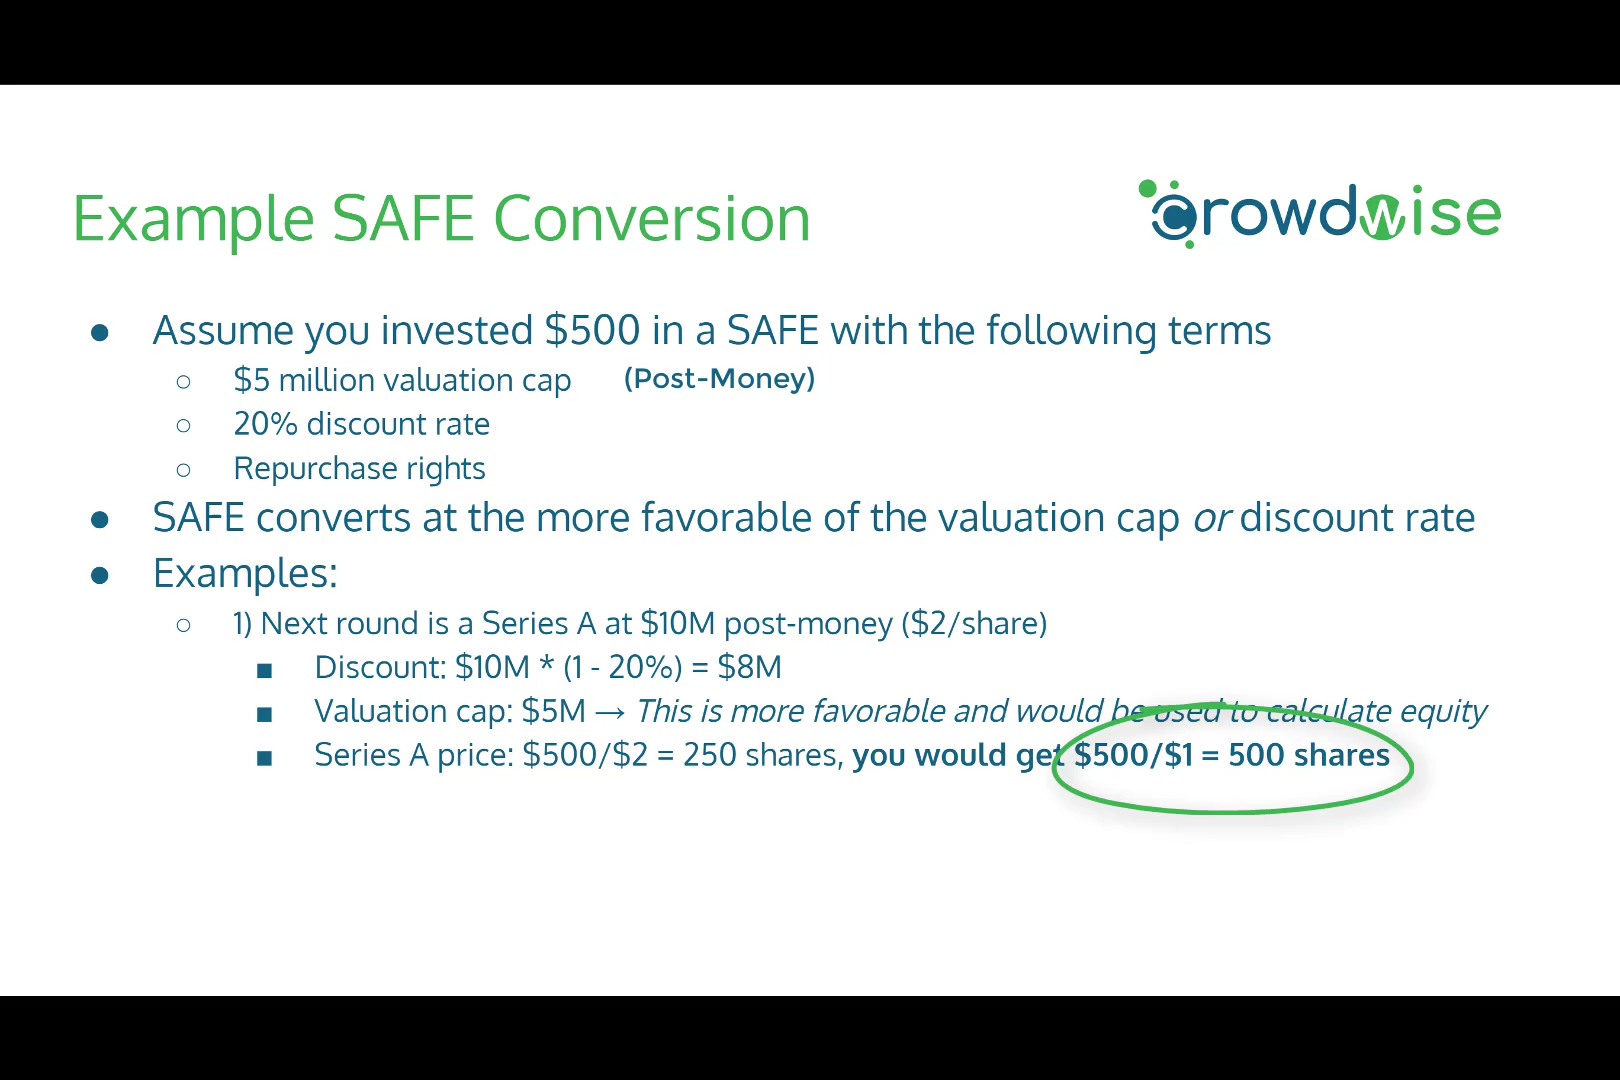 Example SAFE Conversion
crowdwise
● Assume you invested $500 in a SAFE with the following terms
○ $5 million valuation cap (Post-Money)
○ 20% discount rate
○ Repurchase rights
● SAFE converts at the more favorable of the valuation cap or discount rate
● Examples:
○ 1) Next round is a Series A at $10M post-money ($2/share)
■ Discount: $10M * (1 - 20%) = $8M
■ Valuation cap: $5M → This is more favorable and would be used to calculate equity
■ Series A price: $500/$2 = 250 shares, you would get $500/$1 = 500 shares